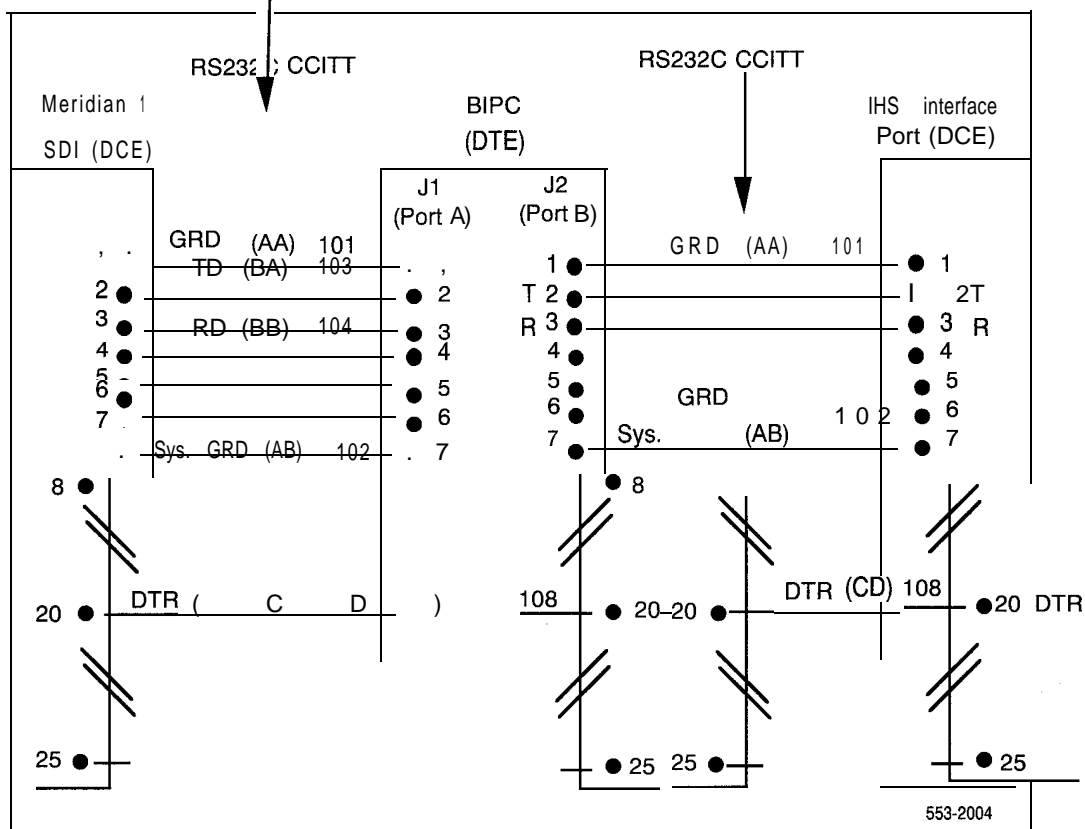 RS232C CCITT
RS232C CCITT
Meridian 1
SDI (DCE)
BIPC
(DTE)
IHS interface
Port (DCE)
J1
(Port A)
J2
(Port B)
GRD (AA) 101
TD (BA) 103
GRD (AA) 101
1
1
2
2
T 2
2T
3
RD (BB) 104
3
R 3
3 R
4
4
4
4
5
5
5
5
6
6
6
6
GRD
102
7
Sys. GRD (AB) 102
7
7
Sys. (AB)
7
8
8
20
DTR ( C D )
108
20–20
DTR (CD) 108
20 DTR
25
25
25
25
553-2004